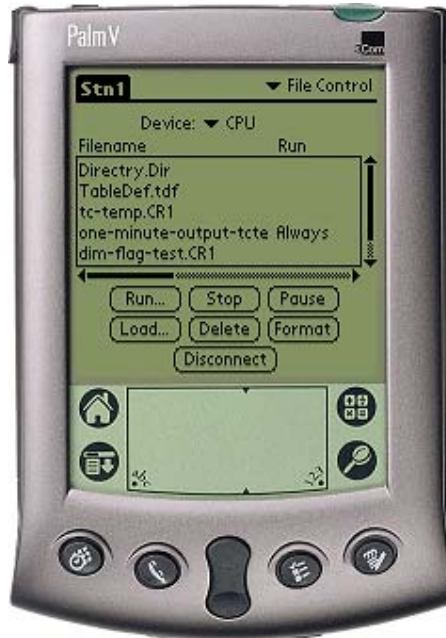 PalmV
3Com
Stn1 File Control
Device: CPU
Filename Run
Directry.Dir
TableDef.tdf
tc-temp.CR1
one-minute-output-tcte Always
dim-flag-test.CR1
Run... Stop Pause
Load... Delete Format
Disconnect
123